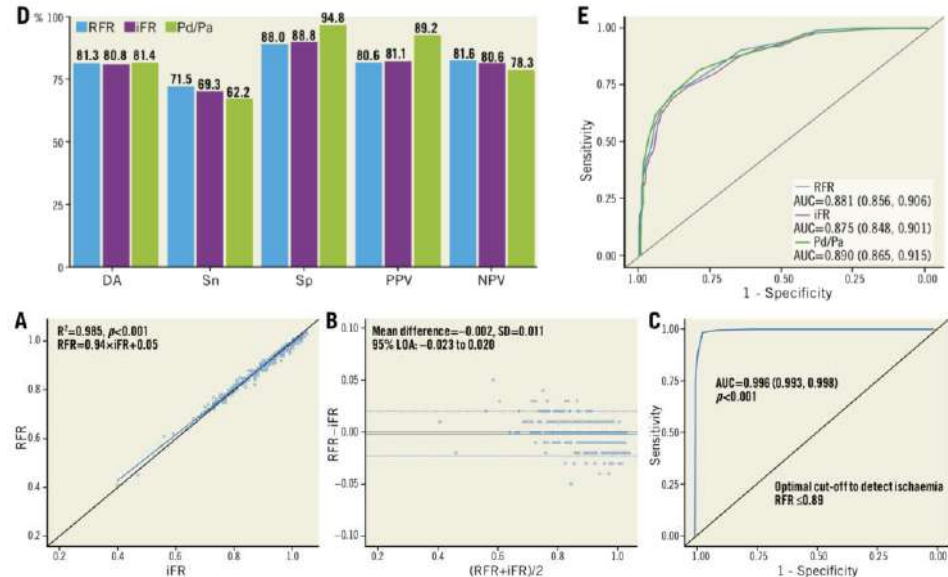 D
% 
RFR iFR Pd/Pa
100
75
50
25
0
81.3 80.8 81.4
71.5 69.3 62.2
88.0 88.8 94.8
80.6 81.1 89.2
81.6 80.6 78.3
DA Sn Sp PPV NPV
E
Sensitivity
1.00
0.75
0.50
0.25
0.00
RFR
AUC=0.881 (0.856, 0.906)
iFR
AUC=0.875 (0.848, 0.901)
Pd/Pa
AUC=0.890 (0.865, 0.915)
1.00 0.75 0.50 0.25 0.00
1 - Specificity
A
R²=0.985, p<0.001
RFR=0.94×iFR+0.05
RFR
1.0
0.8
0.6
0.4
0.2
0.2 0.4 0.6 0.8 1.0
iFR
B
Mean difference=-0.002, SD=0.011
95% LOA: -0.023 to 0.020
RFR-iFR
0.10
0.05
0.00
-0.05
-0.10
0.2 0.4 0.6 0.8 1.0
(RFR+iFR)/2
C
Sensitivity
1.00
0.75
0.50
0.25
0.00
AUC=0.996 (0.993, 0.998)
p<0.001
Optimal cut-off to detect ischaemia
RFR ≤0.89
1.00 0.75 0.50 0.25 0.00
1 - Specificity